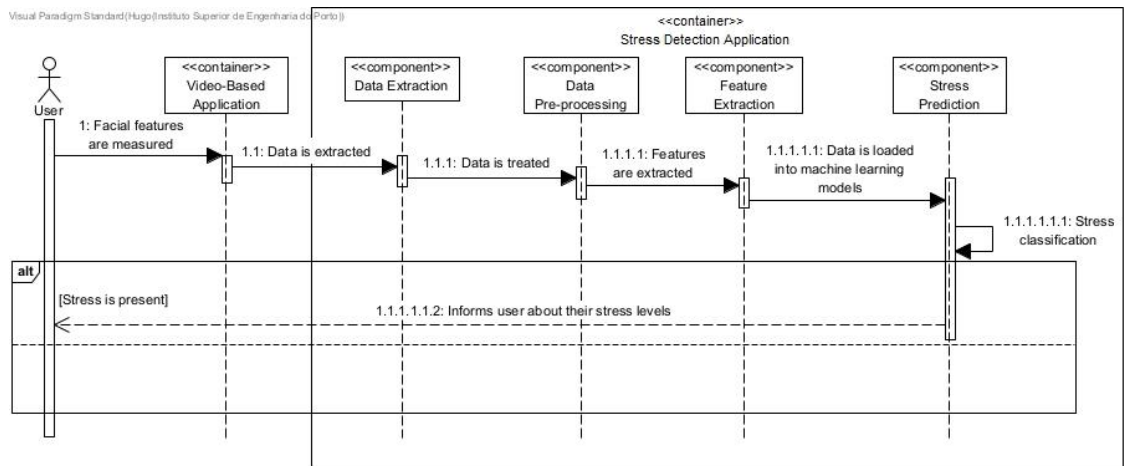 Visual Paradigm Standard(Hugo(Instituto Superior de Engenharia do Porto))
<<container>>
Stress Detection Application
User
<<container>>
Video-Based
Application
<<component>>
Data Extraction
<<component>>
Data
Pre-processing
<<component>>
Feature
Extraction
<<component>>
Stress
Prediction
1: Facial features
are measured
1.1: Data is extracted
1.1.1: Data is treated
1.1.1.1: Features
are extracted
1.1.1.1.1: Data is loaded
into machine learning
models
1.1.1.1.1.1: Stress
classification
alt
[Stress is present]
1.1.1.1.1.2: Informs user about their stress levels